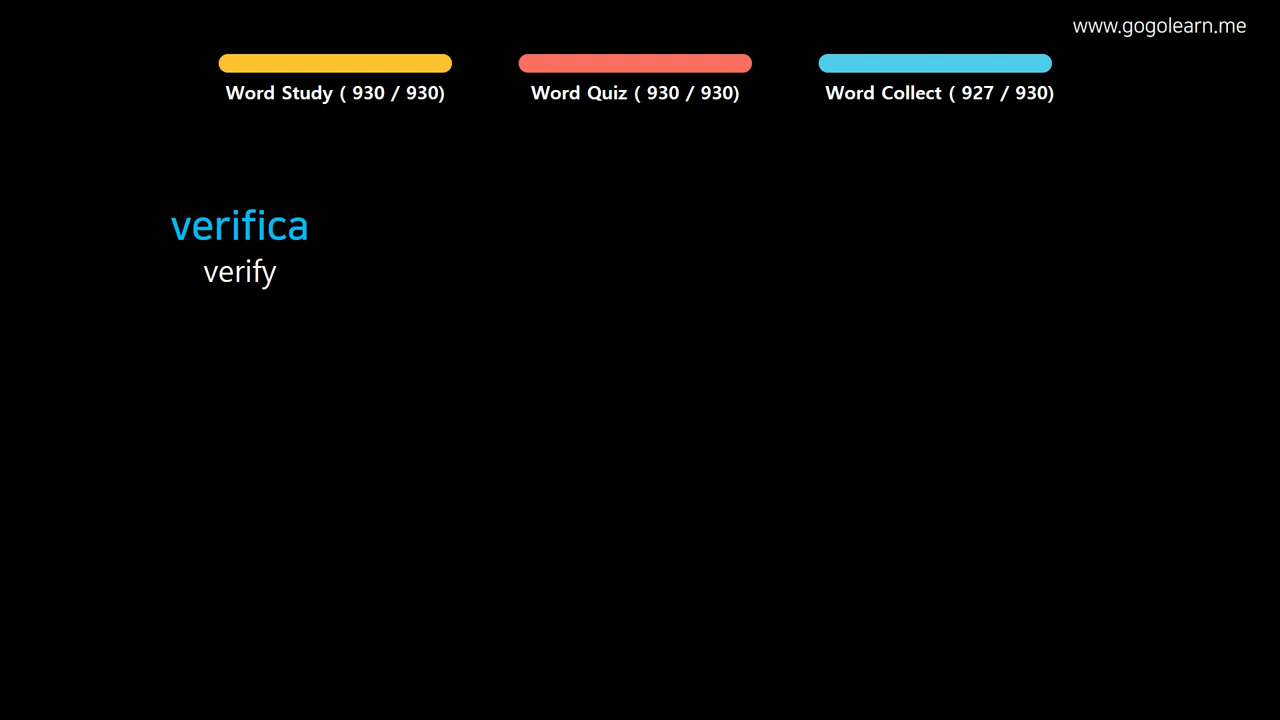 www.gogolearn.me
Word Study ( 930 / 930)
Word Quiz ( 930 / 930)
Word Collect ( 927 / 930)
verifica
verify